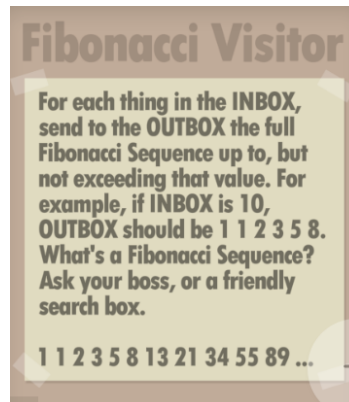 Fibonacci Visitor
For each thing in the INBOX,
send to the OUTBOX the full
Fibonacci Sequence up to, but
not exceeding that value. For
example, if INBOX is 10,
OUTBOX should be 1 1 2 3 5 8.
What's a Fibonacci Sequence?
Ask your boss, or a friendly
search box.
1 1 2 3 5 8 13 21 34 55 89 ...